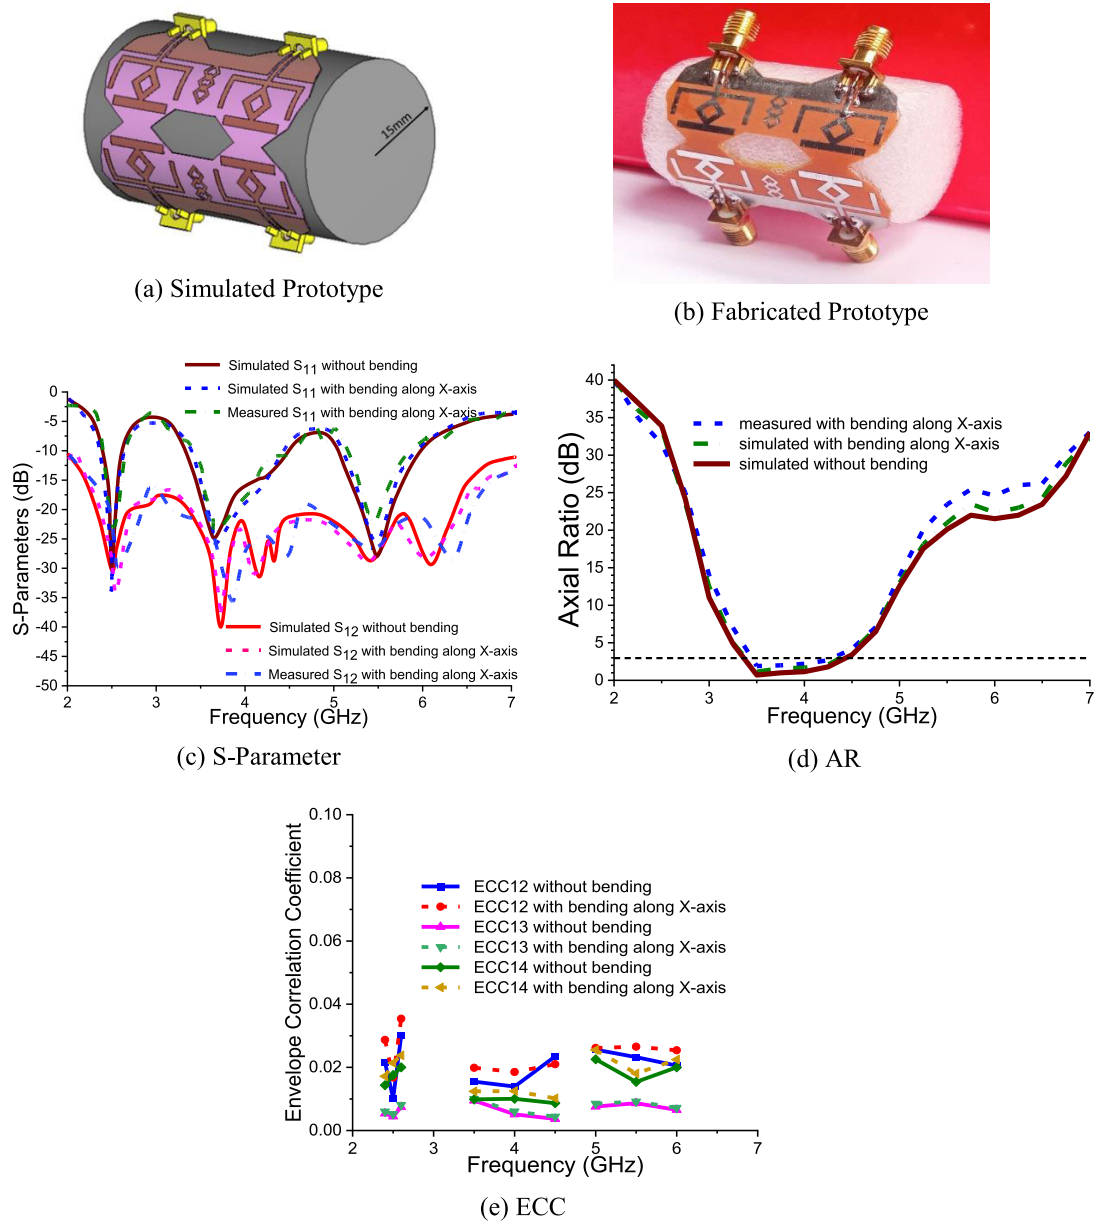 15mm
(a) Simulated Prototype
(b) Fabricated Prototype
Simulated S11 without bending
Simulated S11 with bending along X-axis
Measured S11 with bending along X-axis
0
-5
-10
-15
-20
-25
-30
-35
-40
-45
-50
S-Parameters (dB)
Simulated S12 without bending
Simulated S12 with bending along X-axis
Measured S12 with bending along X-axis
2 3 4 5 6 7
Frequency (GHz)
(c) S-Parameter
40
35
30
25
20
15
10
5
0
Axial Ratio (dB)
measured with bending along X-axis
simulated with bending along X-axis
simulated without bending
2 3 4 5 6 7
Frequency (GHz)
(d) AR
0.10
0.08
0.06
0.04
0.02
0.00
Envelope Correlation Coefficient
ECC12 without bending
ECC12 with bending along X-axis
ECC13 without bending
ECC13 with bending along X-axis
ECC14 without bending
ECC14 with bending along X-axis
2 3 4 5 6 7
Frequency (GHz)
(e) ECC